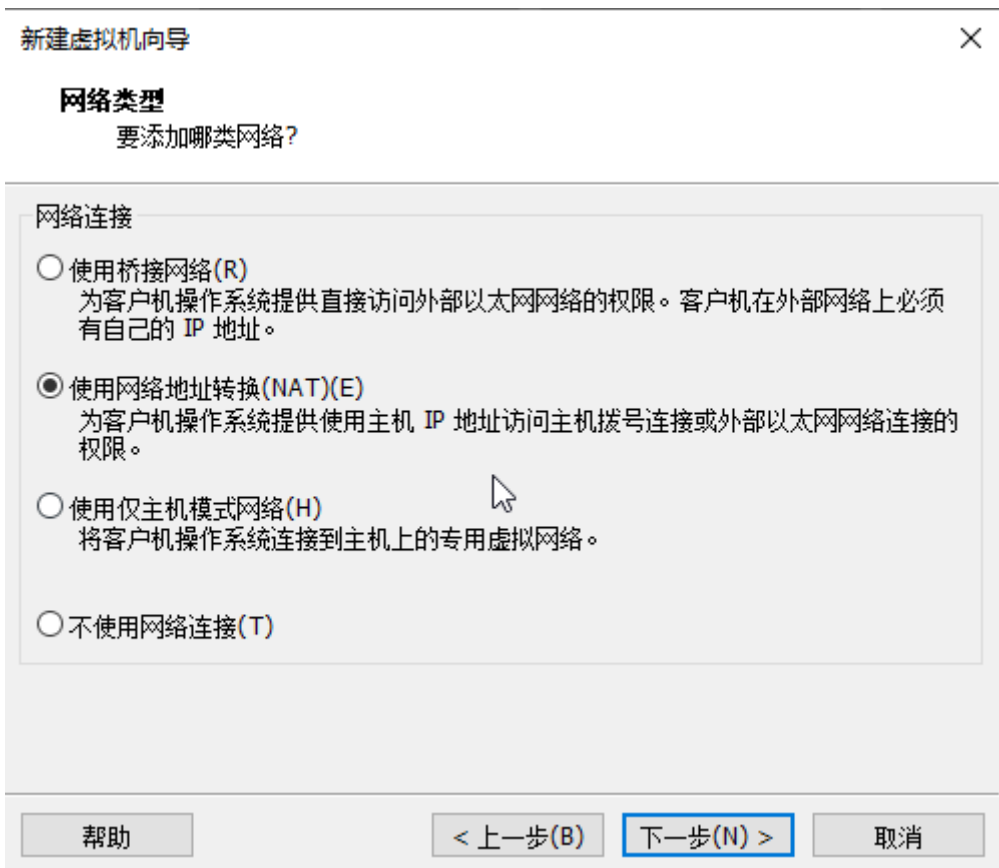 新建虚拟机向导
网络类型
要添加哪类网络?
网络连接
使用桥接网络(R)
为客户机操作系统提供直接访问外部以太网网络的权限。客户机在外部网络上必须
有自己的 IP 地址。
使用网络地址转换(NAT)(E)
为客户机操作系统提供使用主机 IP 地址访问主机拨号连接或外部以太网网络连接的
权限。
使用仅主机模式网络(H)
将客户机操作系统连接到主机上的专用虚拟网络。
不使用网络连接(T)
帮助
< 上一步(B)
下一步(N) >
取消